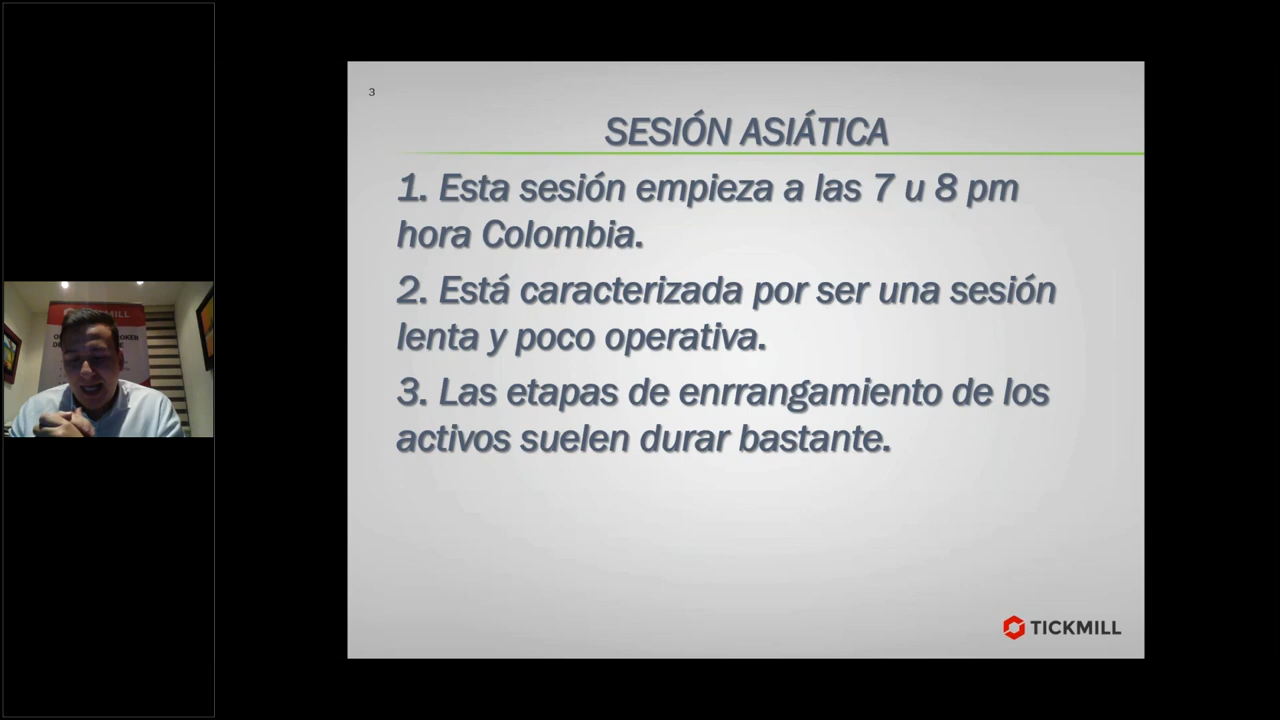 3
SESIÓN ASIÁTICA
1. Esta sesión empieza a las 7 u 8 pm
hora Colombia.
2. Está caracterizada por ser una sesión
lenta y poco operativa.
3. Las etapas de enrrangamiento de los
activos suelen durar bastante.
TICKMILL